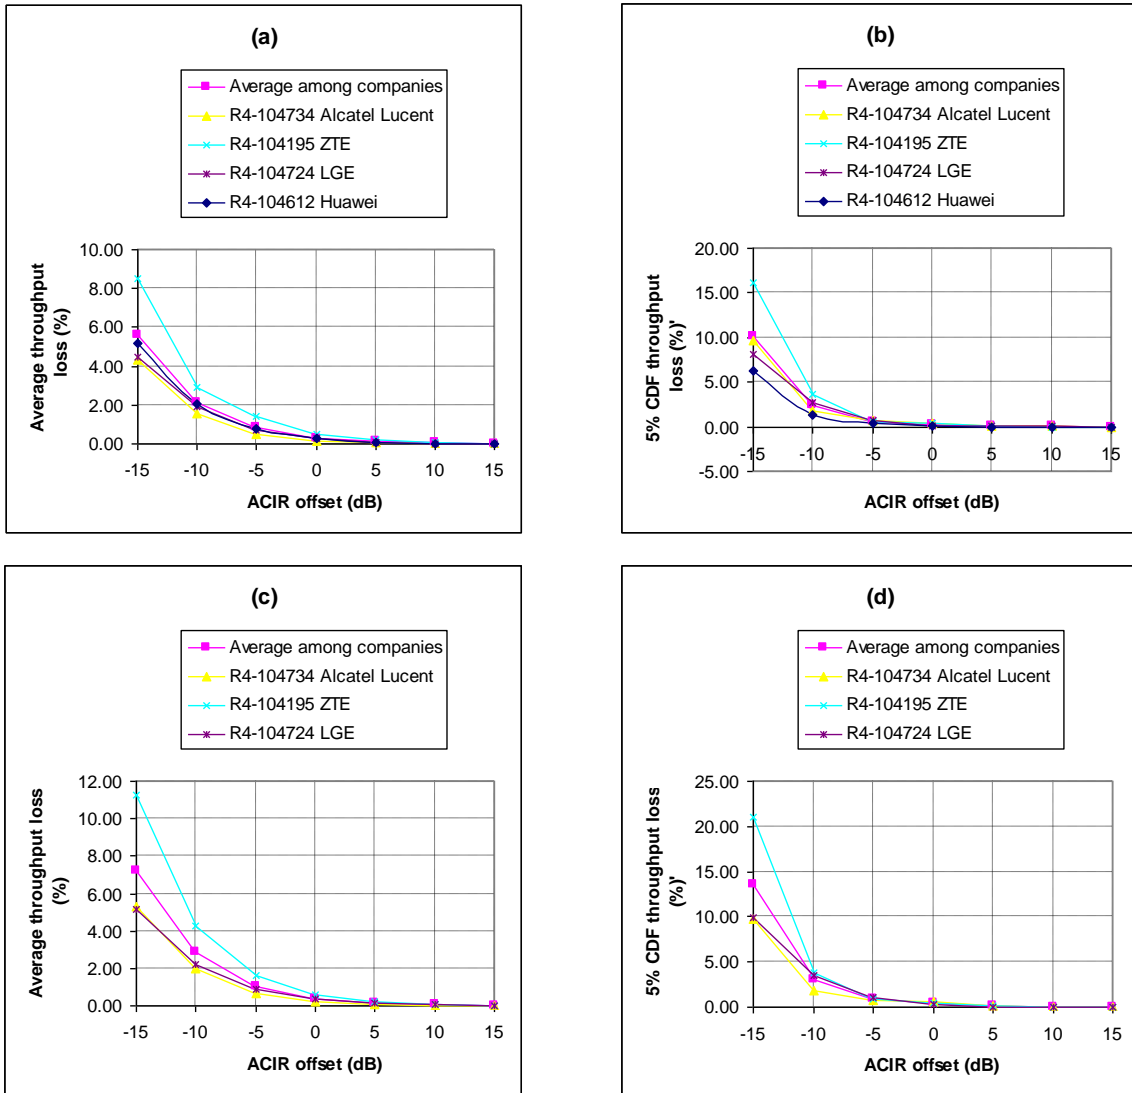 (a)
Average among companies
R4-104734 Alcatel Lucent
R4-104195 ZTE
R4-104724 LGE
R4-104612 Huawei
Average throughput
loss (%)
10.00
8.00
6.00
4.00
2.00
0.00
-15 -10 -5 0 5 10 15
ACIR offset (dB)
(b)
Average among companies
R4-104734 Alcatel Lucent
R4-104195 ZTE
R4-104724 LGE
R4-104612 Huawei
5% CDF throughput
loss (%)'
20.00
15.00
10.00
5.00
0.00
-5.00
-15 -10 -5 0 5 10 15
ACIR offset (dB)
(c)
Average among companies
R4-104734 Alcatel Lucent
R4-104195 ZTE
R4-104724 LGE
Average throughput loss
(%)
12.00
10.00
8.00
6.00
4.00
2.00
0.00
-15 -10 -5 0 5 10 15
ACIR offset (dB)
(d)
Average among companies
R4-104734 Alcatel Lucent
R4-104195 ZTE
R4-104724 LGE
5% CDF throughput loss
(%)'
25.00
20.00
15.00
10.00
5.00
0.00
-15 -10 -5 0 5 10 15
ACIR offset (dB)